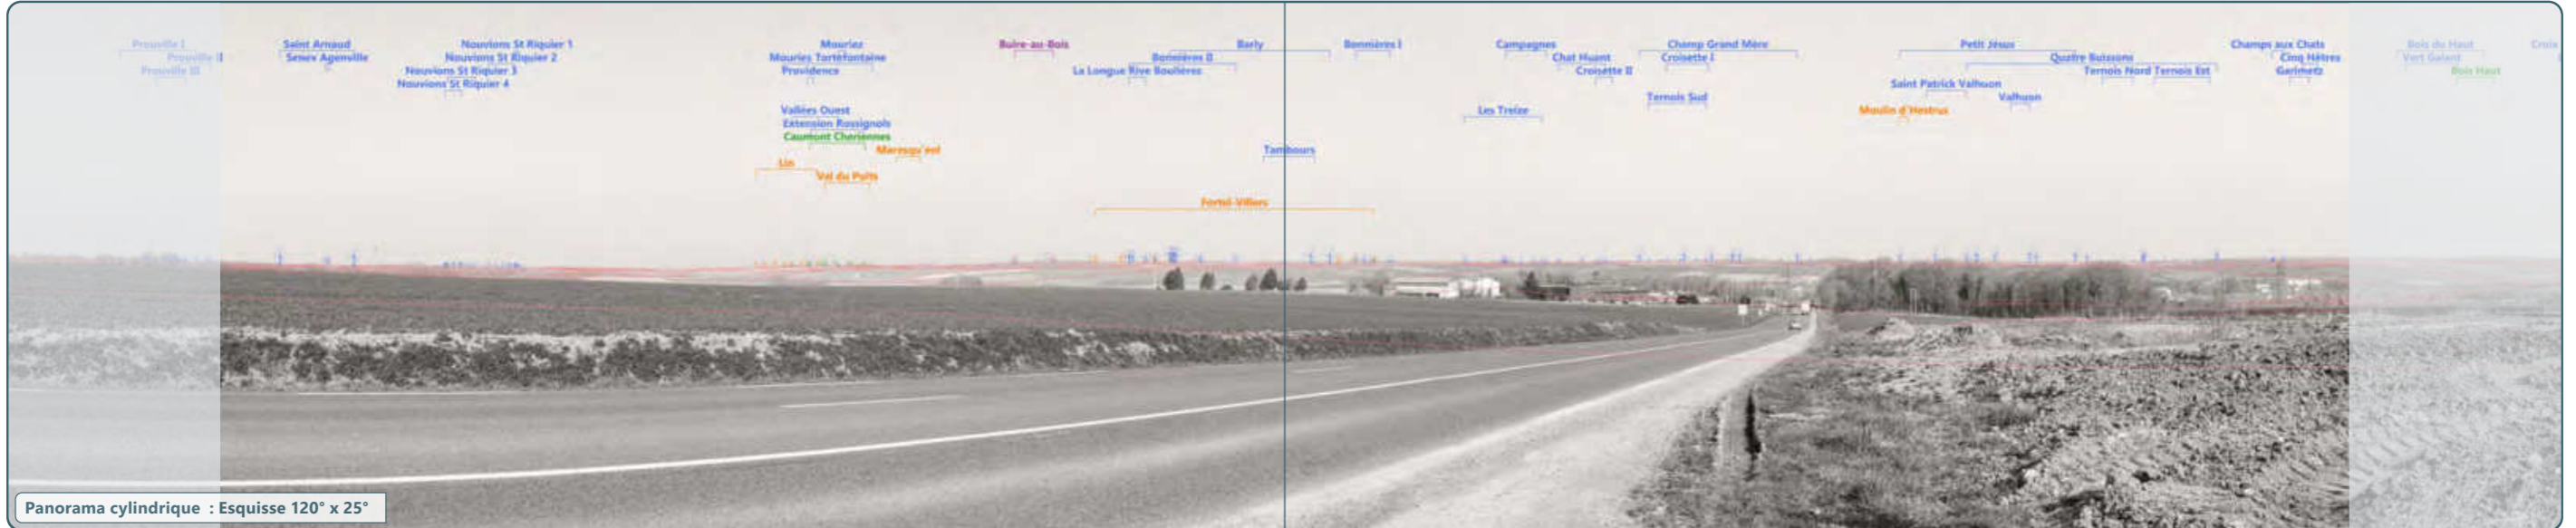 Prouville I
Prouville II
Prouville III
Saint Arnaud
Senev Agenville
Nouvions St Riquier 1
Nouvions St Riquier 2
Nouvions St Riquier 3
Nouvions St Riquier 4
Mouriez
Mouriez Tortefontaine
Providence
Vallées Ouest
Extension Rossignols
Caumont Cheriennes
Maresqu'eol
Lin
Val du Puits
Buire-au-Bois
Barly
Bonnières II
La Longue Rive Boulieres
Bonnières I
Tambours
Fortel-Villers
Campagnes
Chat Huant
Croisette II
Les Treize
Champ Grand Mère
Croisette I
Ternois Sud
Petit Jésus
Quatre Buissons
Ternois Nord Ternois Est
Saint Patrick Valhuon
Valhuon
Moulin d'Hestrus
Champs aux Chats
Cinq Hêtres
Garimetz
Bois du Haut
Vert Galant
Bois Haut
Crois
Panorama cylindrique : Esquisse 120° x 25°